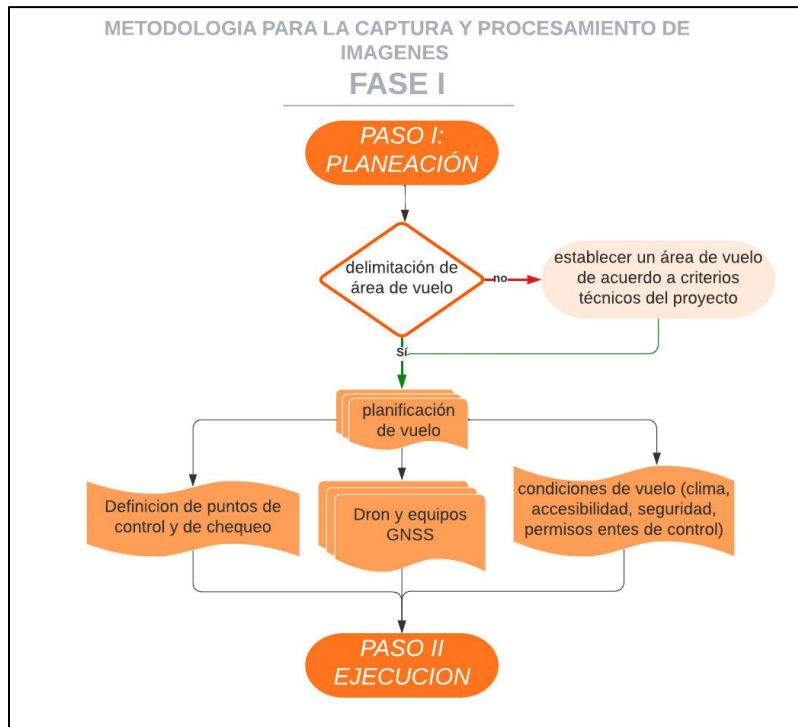 METODOLOGIA PARA LA CAPTURA Y PROCESAMIENTO DE
IMAGENES
FASE I
PASO I:
PLANEACIÓN
delimitación de
área de vuelo
no
establecer un área de vuelo
de acuerdo a criterios
técnicos del proyecto
Sí
planificación
de vuelo
Definicion de puntos de
control y de chequeo
Dron y equipos
GNSS
condiciones de vuelo (clima,
accesibilidad, seguridad,
permisos entes de control)
PASO II
EJECUCION